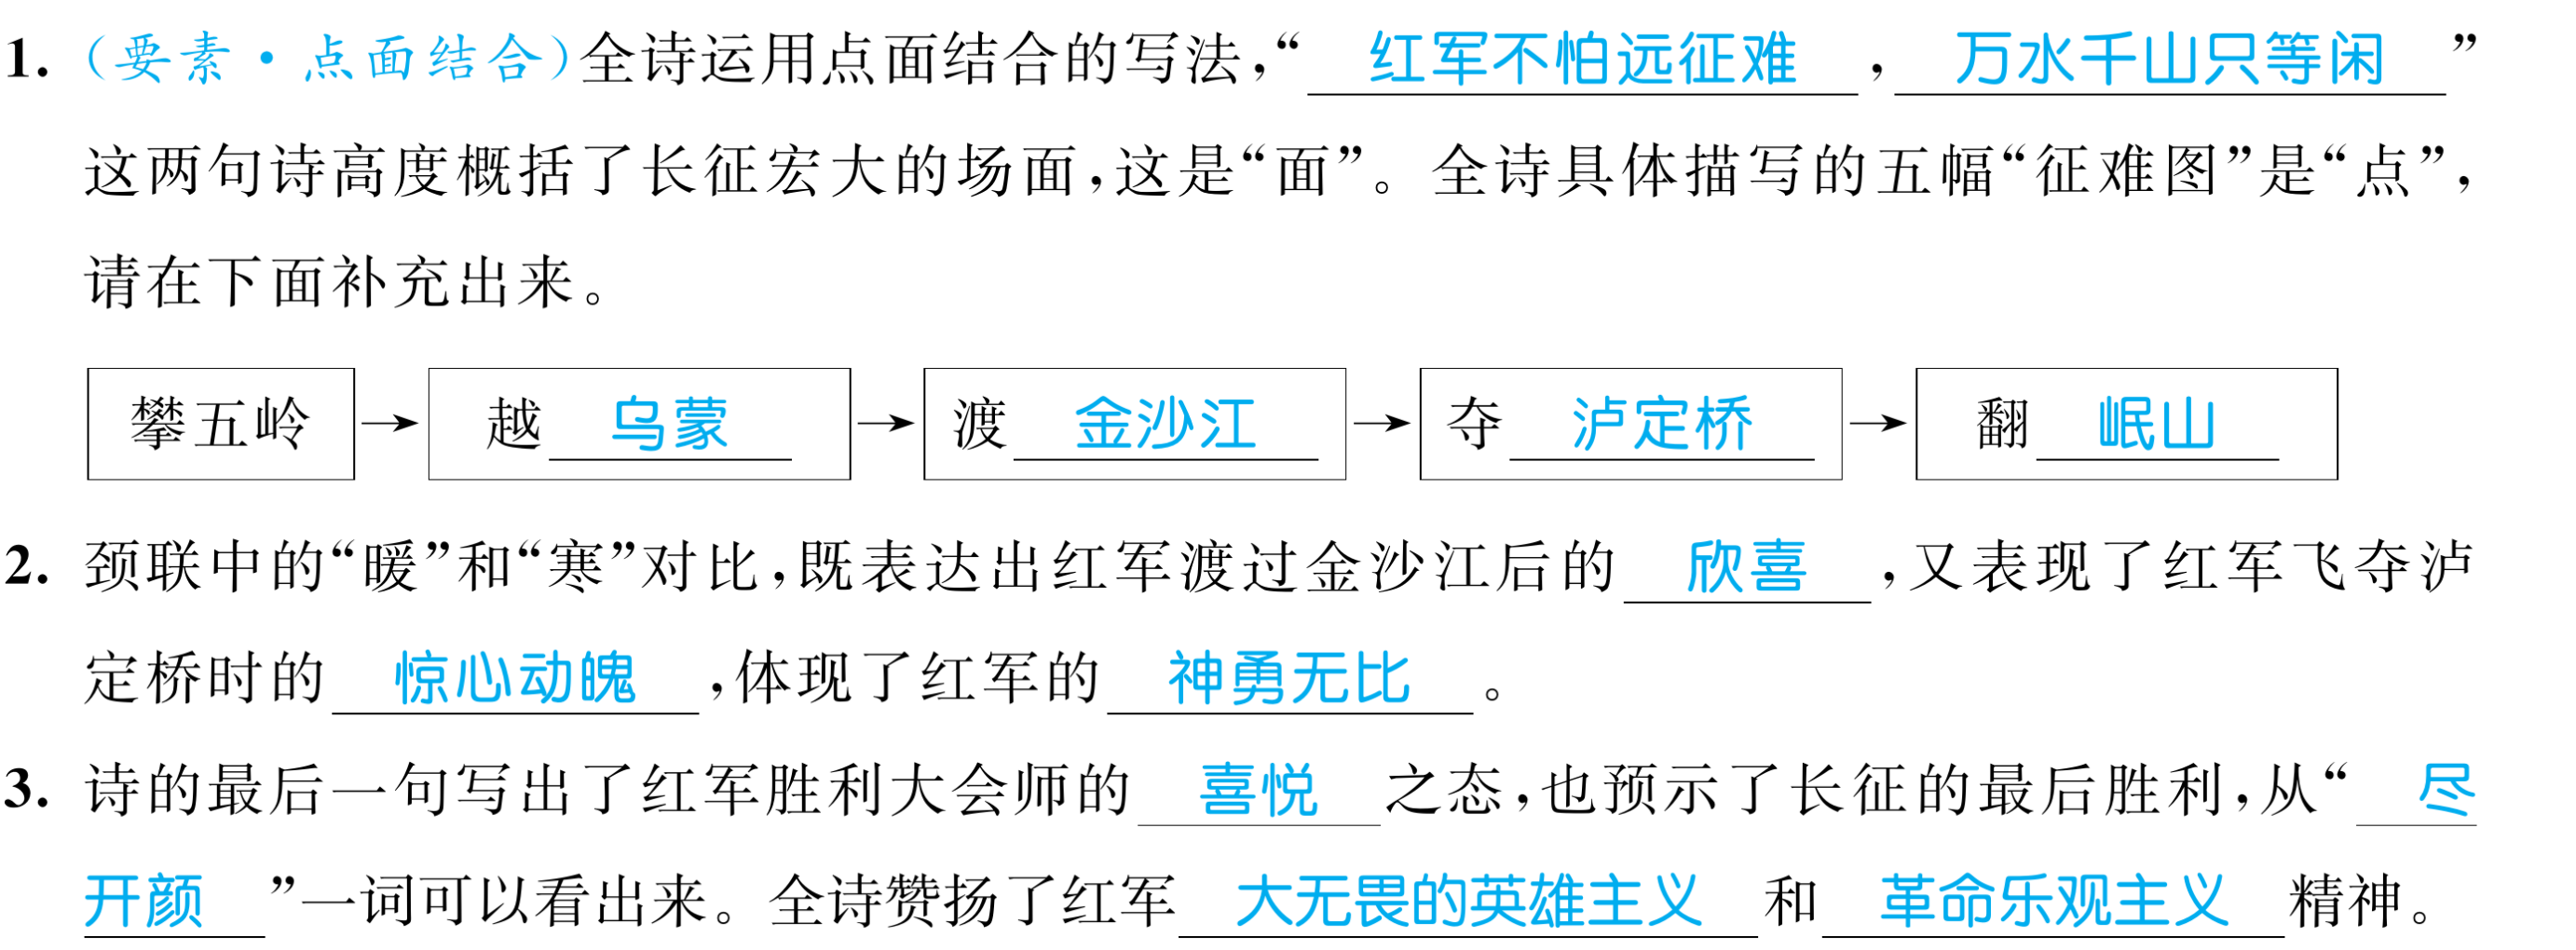 1. (要素·点面结合)全诗运用点面结合的写法,“红军不怕远征难,万水千山只等闲”
这两句诗高度概括了长征宏大的场面,这是“面”。全诗具体描写的五幅“征难图”是“点”,
请在下面补充出来。
攀五岭→越乌蒙→渡金沙江→夺泸定桥→翻岷山
2. 颈联中的“暖”和“寒”对比,既表达出红军渡过金沙江后的欣喜,又表现了红军飞夺泸
定桥时的惊心动魄,体现了红军的神勇无比。
3. 诗的最后一句写出了红军胜利大会师的喜悦之态,也预示了长征的最后胜利,从“尽
开颜”一词可以看出来。全诗赞扬了红军大无畏的英雄主义和革命乐观主义精神。